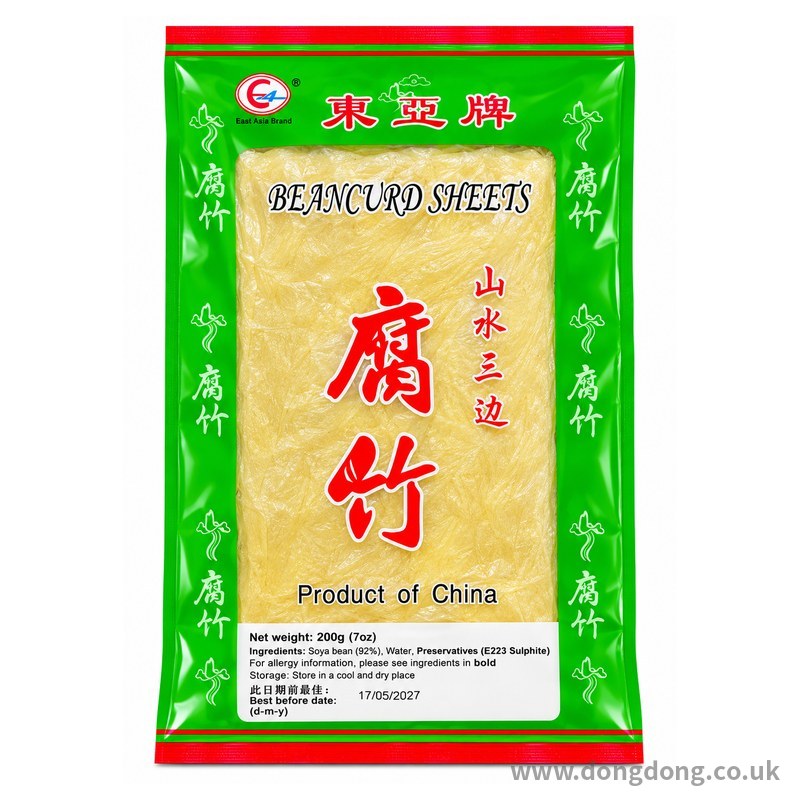 E4 ®
East Asia Brand
東亞牌
BEANCURD SHEETS
山水三边
腐竹
腐竹
腐竹
腐竹
腐竹
腐竹
腐竹
Product of China
Net weight: 200g (7oz)
Ingredients: Soya bean (92%), Water, Preservatives (E223 Sulphite)
For allergy information, please see ingredients in bold
Storage: Store in a cool and dry place
此日期前最佳：
Best before date: 17/05/2027
(d-m-y)
www.dongdong.co.uk